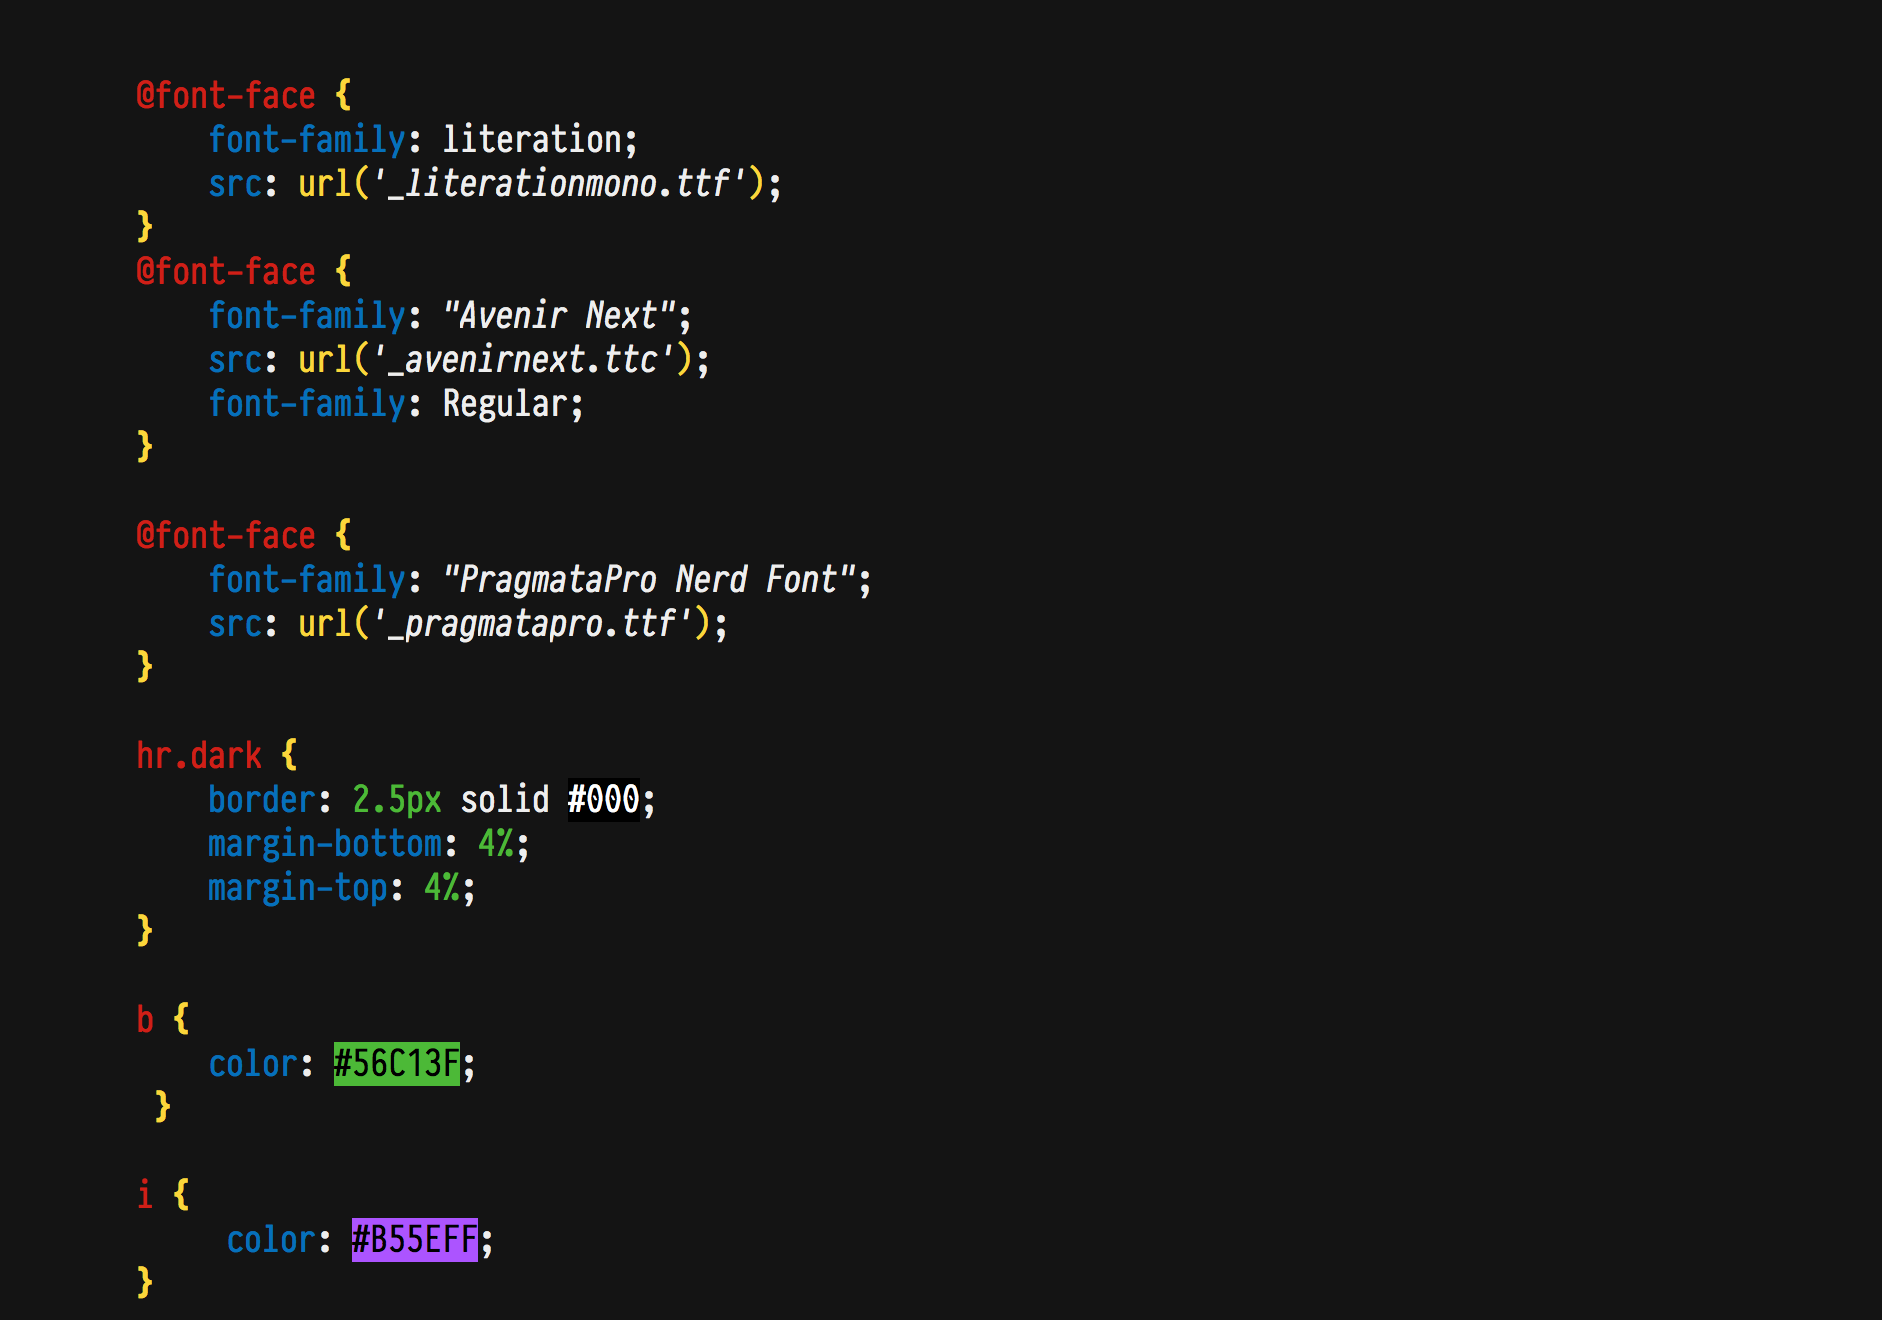 @font-face {
    font-family: literation;
    src: url('_literationmono.ttf');
}
@font-face {
    font-family: "Avenir Next";
    src: url('_avenirnext.ttc');
    font-family: Regular;
}

@font-face {
    font-family: "PragmataPro Nerd Font";
    src: url('_pragmatapro.ttf');
}

hr.dark {
    border: 2.5px solid #000;
    margin-bottom: 4%;
    margin-top: 4%;
}

b {
    color: #56C13F;
 }

i {
     color: #B55EFF;
}